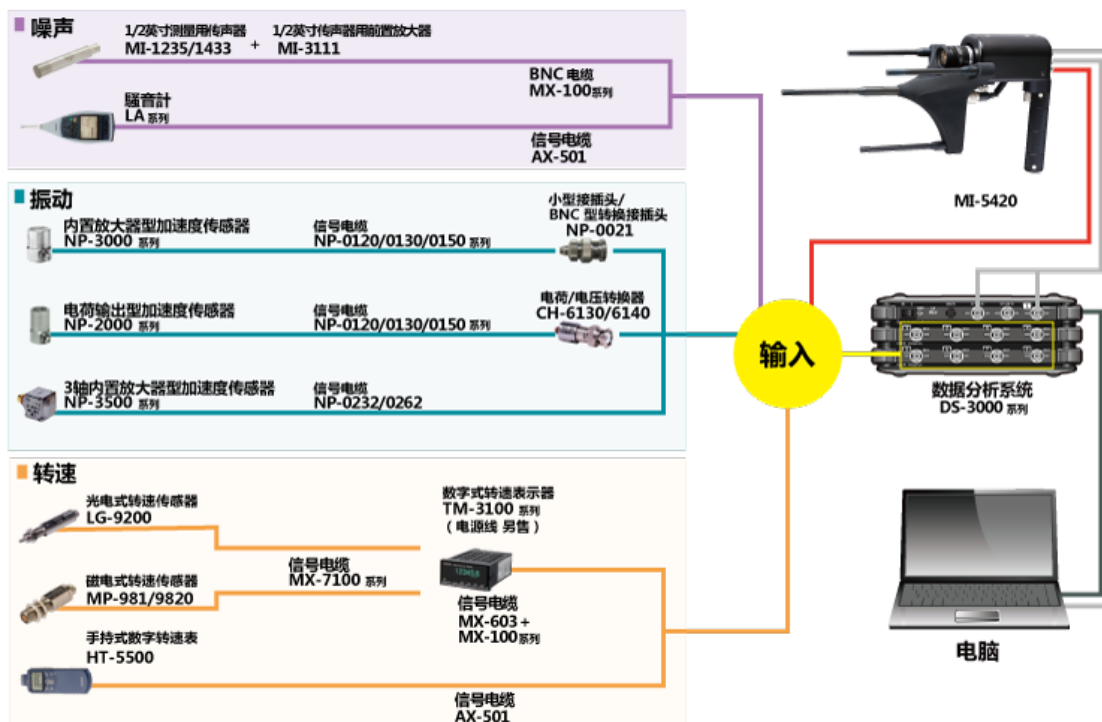 噪声
1/2英寸测量用传声器
MI-1235/1433
+
1/2英寸传声器用前置放大器
MI-3111
BNC 电缆
MX-100系列
騒音計
LA 系列
信号电缆
AX-501
振动
内置放大器型加速度传感器
NP-3000 系列
信号电缆
NP-0120/0130/0150 系列
小型接插头/
BNC 型转换接插头
NP-0021
电荷输出型加速度传感器
NP-2000 系列
信号电缆
NP-0120/0130/0150 系列
电荷/电压转换器
CH-6130/6140
3轴内置放大器型加速度传感器
NP-3500 系列
信号电缆
NP-0232/0262
转速
光电式转速传感器
LG-9200
数字式转速表示器
TM-3100 系列
（电源线 另售）
信号电缆
MX-7100 系列
磁电式转速传感器
MP-981/9820
信号电缆
MX-603 +
MX-100系列
手持式数字转速表
HT-5500
信号电缆
AX-501
MI-5420
输入
数据分析系统
DS-3000 系列
电脑